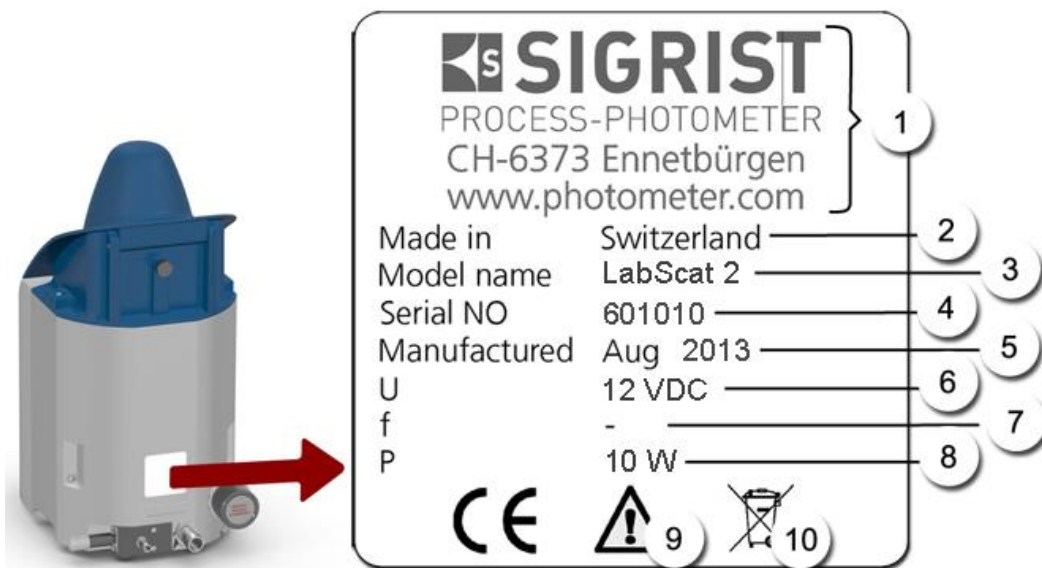 S SIGRIST
PROCESS-PHOTOMETER
CH-6373 Ennetbürgen
www.photometer.com
1
Made in Switzerland 2
Model name LabScat 2 3
Serial NO 601010 4
Manufactured Aug 2013 5
U 12 VDC 6
f - 7
P 10 W 8
CE ! 9 10